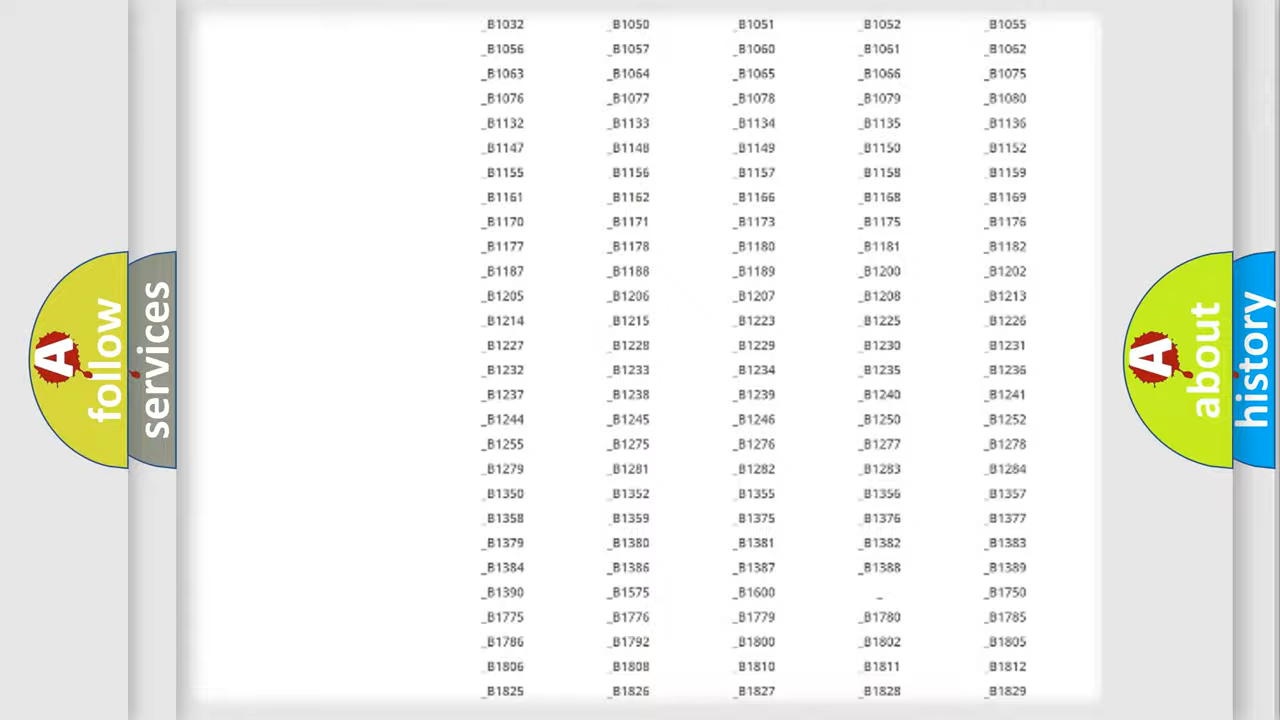 _B1032 _B1050 _B1051 _B1052 _B1055
_B1056 _B1057 _B1060 _B1061 _B1062
_B1063 _B1064 _B1065 _B1066 _B1075
_B1076 _B1077 _B1078 _B1079 _B1080
_B1132 _B1133 _B1134 _B1135 _B1136
_B1147 _B1148 _B1149 _B1150 _B1152
_B1155 _B1156 _B1157 _B1158 _B1159
_B1161 _B1162 _B1166 _B1168 _B1169
_B1170 _B1171 _B1173 _B1175 _B1176
_B1177 _B1178 _B1180 _B1181 _B1182
_B1187 _B1188 _B1189 _B1200 _B1202
_B1205 _B1206 _B1207 _B1208 _B1213
_B1214 _B1215 _B1223 _B1225 _B1226
_B1227 _B1228 _B1229 _B1230 _B1231
_B1232 _B1233 _B1234 _B1235 _B1236
_B1237 _B1238 _B1239 _B1240 _B1241
_B1244 _B1245 _B1246 _B1250 _B1252
_B1255 _B1275 _B1276 _B1277 _B1278
_B1279 _B1281 _B1282 _B1283 _B1284
_B1350 _B1352 _B1355 _B1356 _B1357
_B1358 _B1359 _B1375 _B1376 _B1377
_B1379 _B1380 _B1381 _B1382 _B1383
_B1384 _B1386 _B1387 _B1388 _B1389
_B1390 _B1575 _B1600 _ _B1750
_B1775 _B1776 _B1779 _B1780 _B1785
_B1786 _B1792 _B1800 _B1802 _B1805
_B1806 _B1808 _B1810 _B1811 _B1812
_B1825 _B1826 _B1827 _B1828 _B1829
A
follow
services
A
about
history